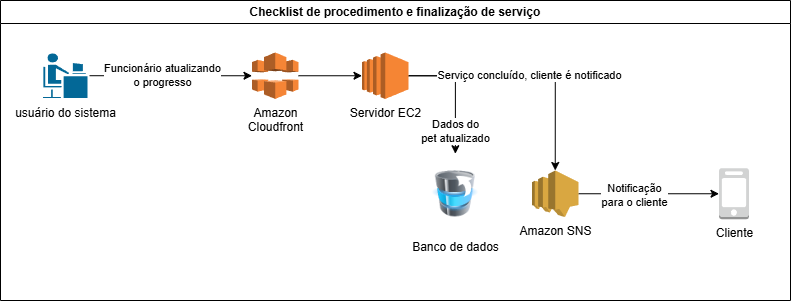 Checklist de procedimento e finalização de serviço
Funcionário atualizando
o progresso
usuário do sistema
Amazon
Cloudfront
Servidor EC2
Serviço concluído, cliente é notificado
Dados do
pet atualizado
Banco de dados
Amazon SNS
Notificação
para o cliente
Cliente